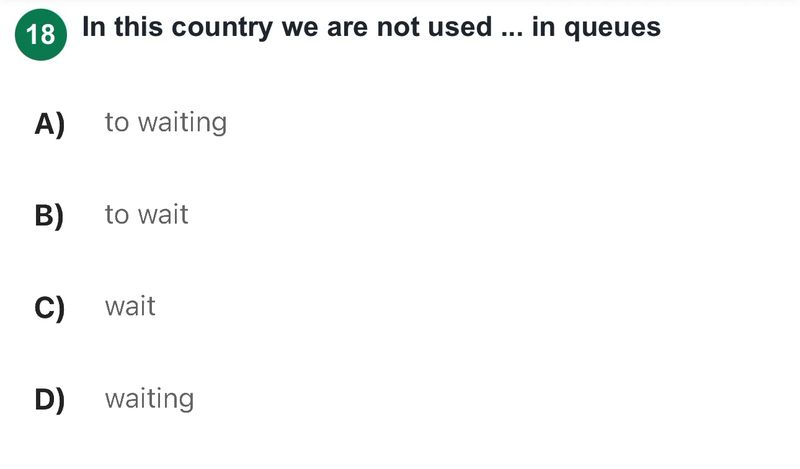 18 In this country we are not used ... in queues
A) to waiting
B) to wait
C) wait
D) waiting